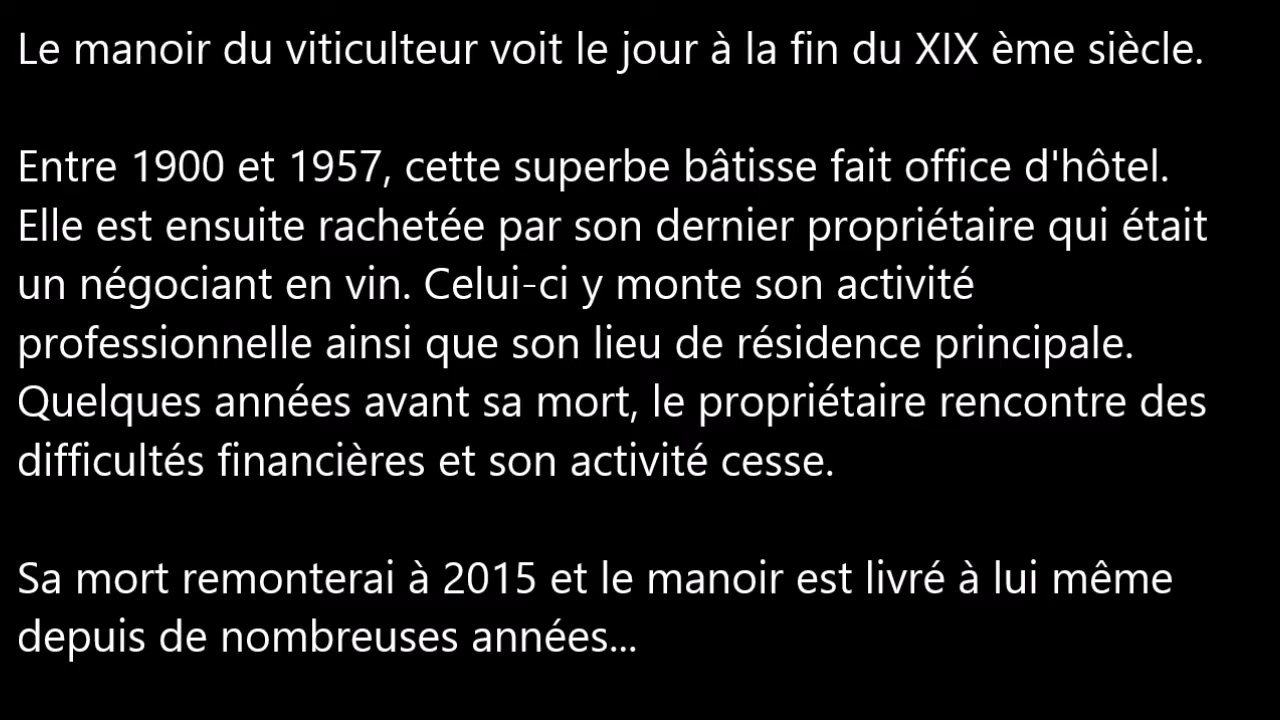 Le manoir du viticulteur voit le jour à la fin du XIX ème siècle.
Entre 1900 et 1957, cette superbe bâtisse fait office d'hôtel.
Elle est ensuite rachetée par son dernier propriétaire qui était
un négociant en vin. Celui-ci y monte son activité
professionnelle ainsi que son lieu de résidence principale.
Quelques années avant sa mort, le propriétaire rencontre des
difficultés financières et son activité cesse.
Sa mort remonterai à 2015 et le manoir est livré à lui même
depuis de nombreuses années...